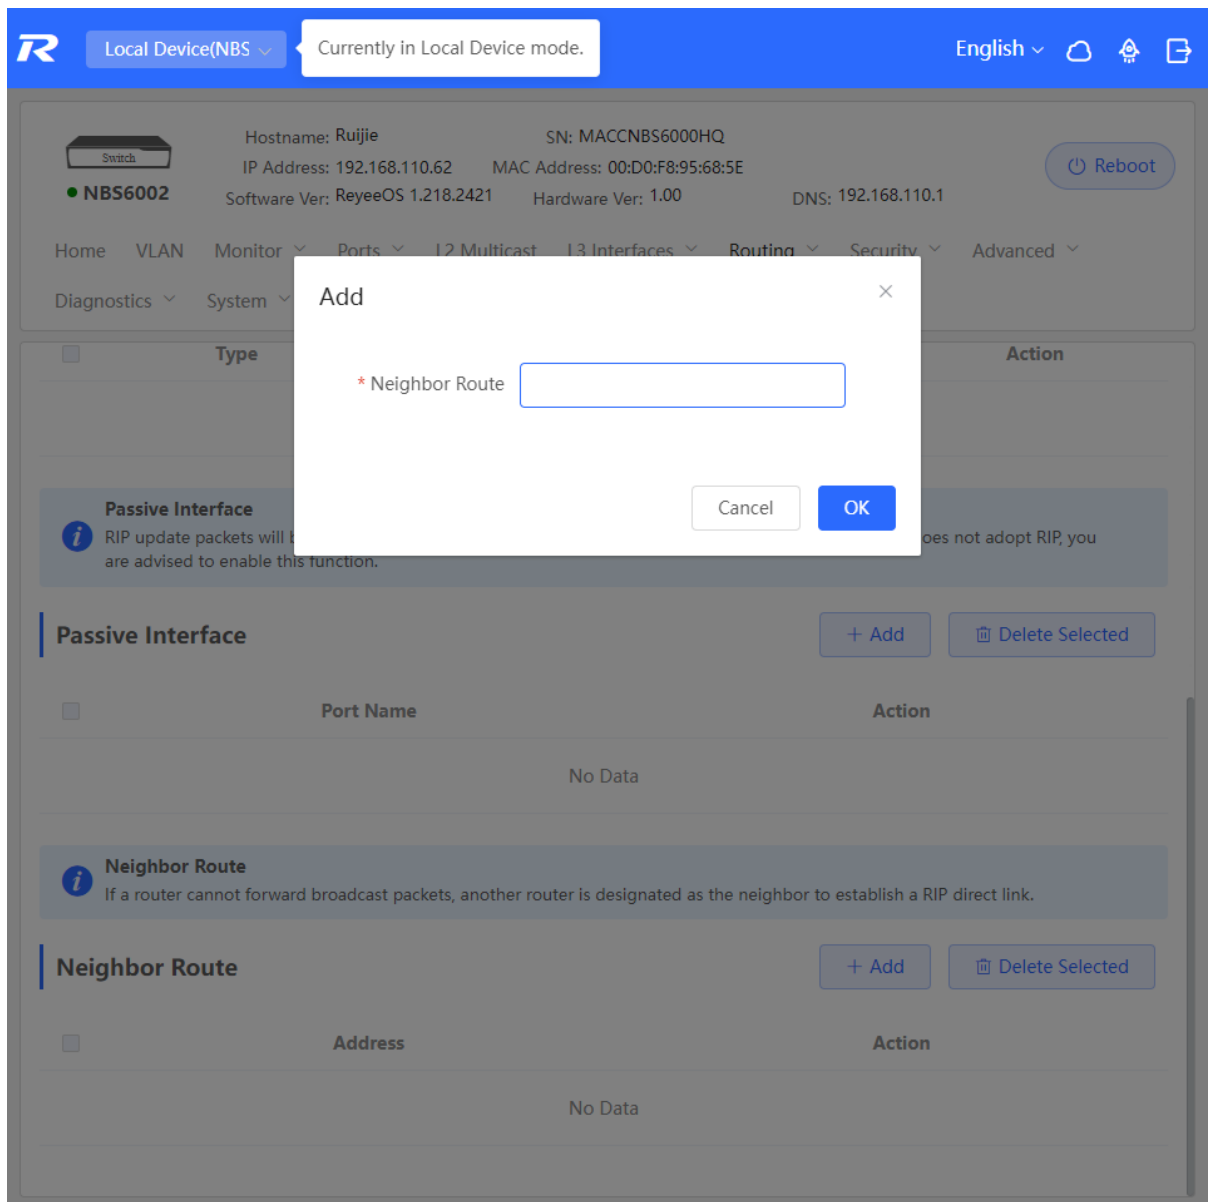 Local Device(NBS
Currently in Local Device mode.
English
Switch
NBS6002
Hostname: Ruijie
SN: MACCNBS6000HQ
IP Address: 192.168.110.62
MAC Address: 00:D0:F8:95:68:5E
Software Ver: ReyeeOS 1.218.2421
Hardware Ver: 1.00
DNS: 192.168.110.1
Reboot
Home VLAN Monitor Ports L2 Multicast L3 Interfaces Routing Security Advanced
Diagnostics System
Add
* Neighbor Route
Cancel OK
Type Action
Passive Interface
RIP update packets will oes not adopt RIP, you
are advised to enable this function.
Passive Interface
+ Add Delete Selected
Port Name Action
No Data
Neighbor Route
If a router cannot forward broadcast packets, another router is designated as the neighbor to establish a RIP direct link.
Neighbor Route
+ Add Delete Selected
Address Action
No Data